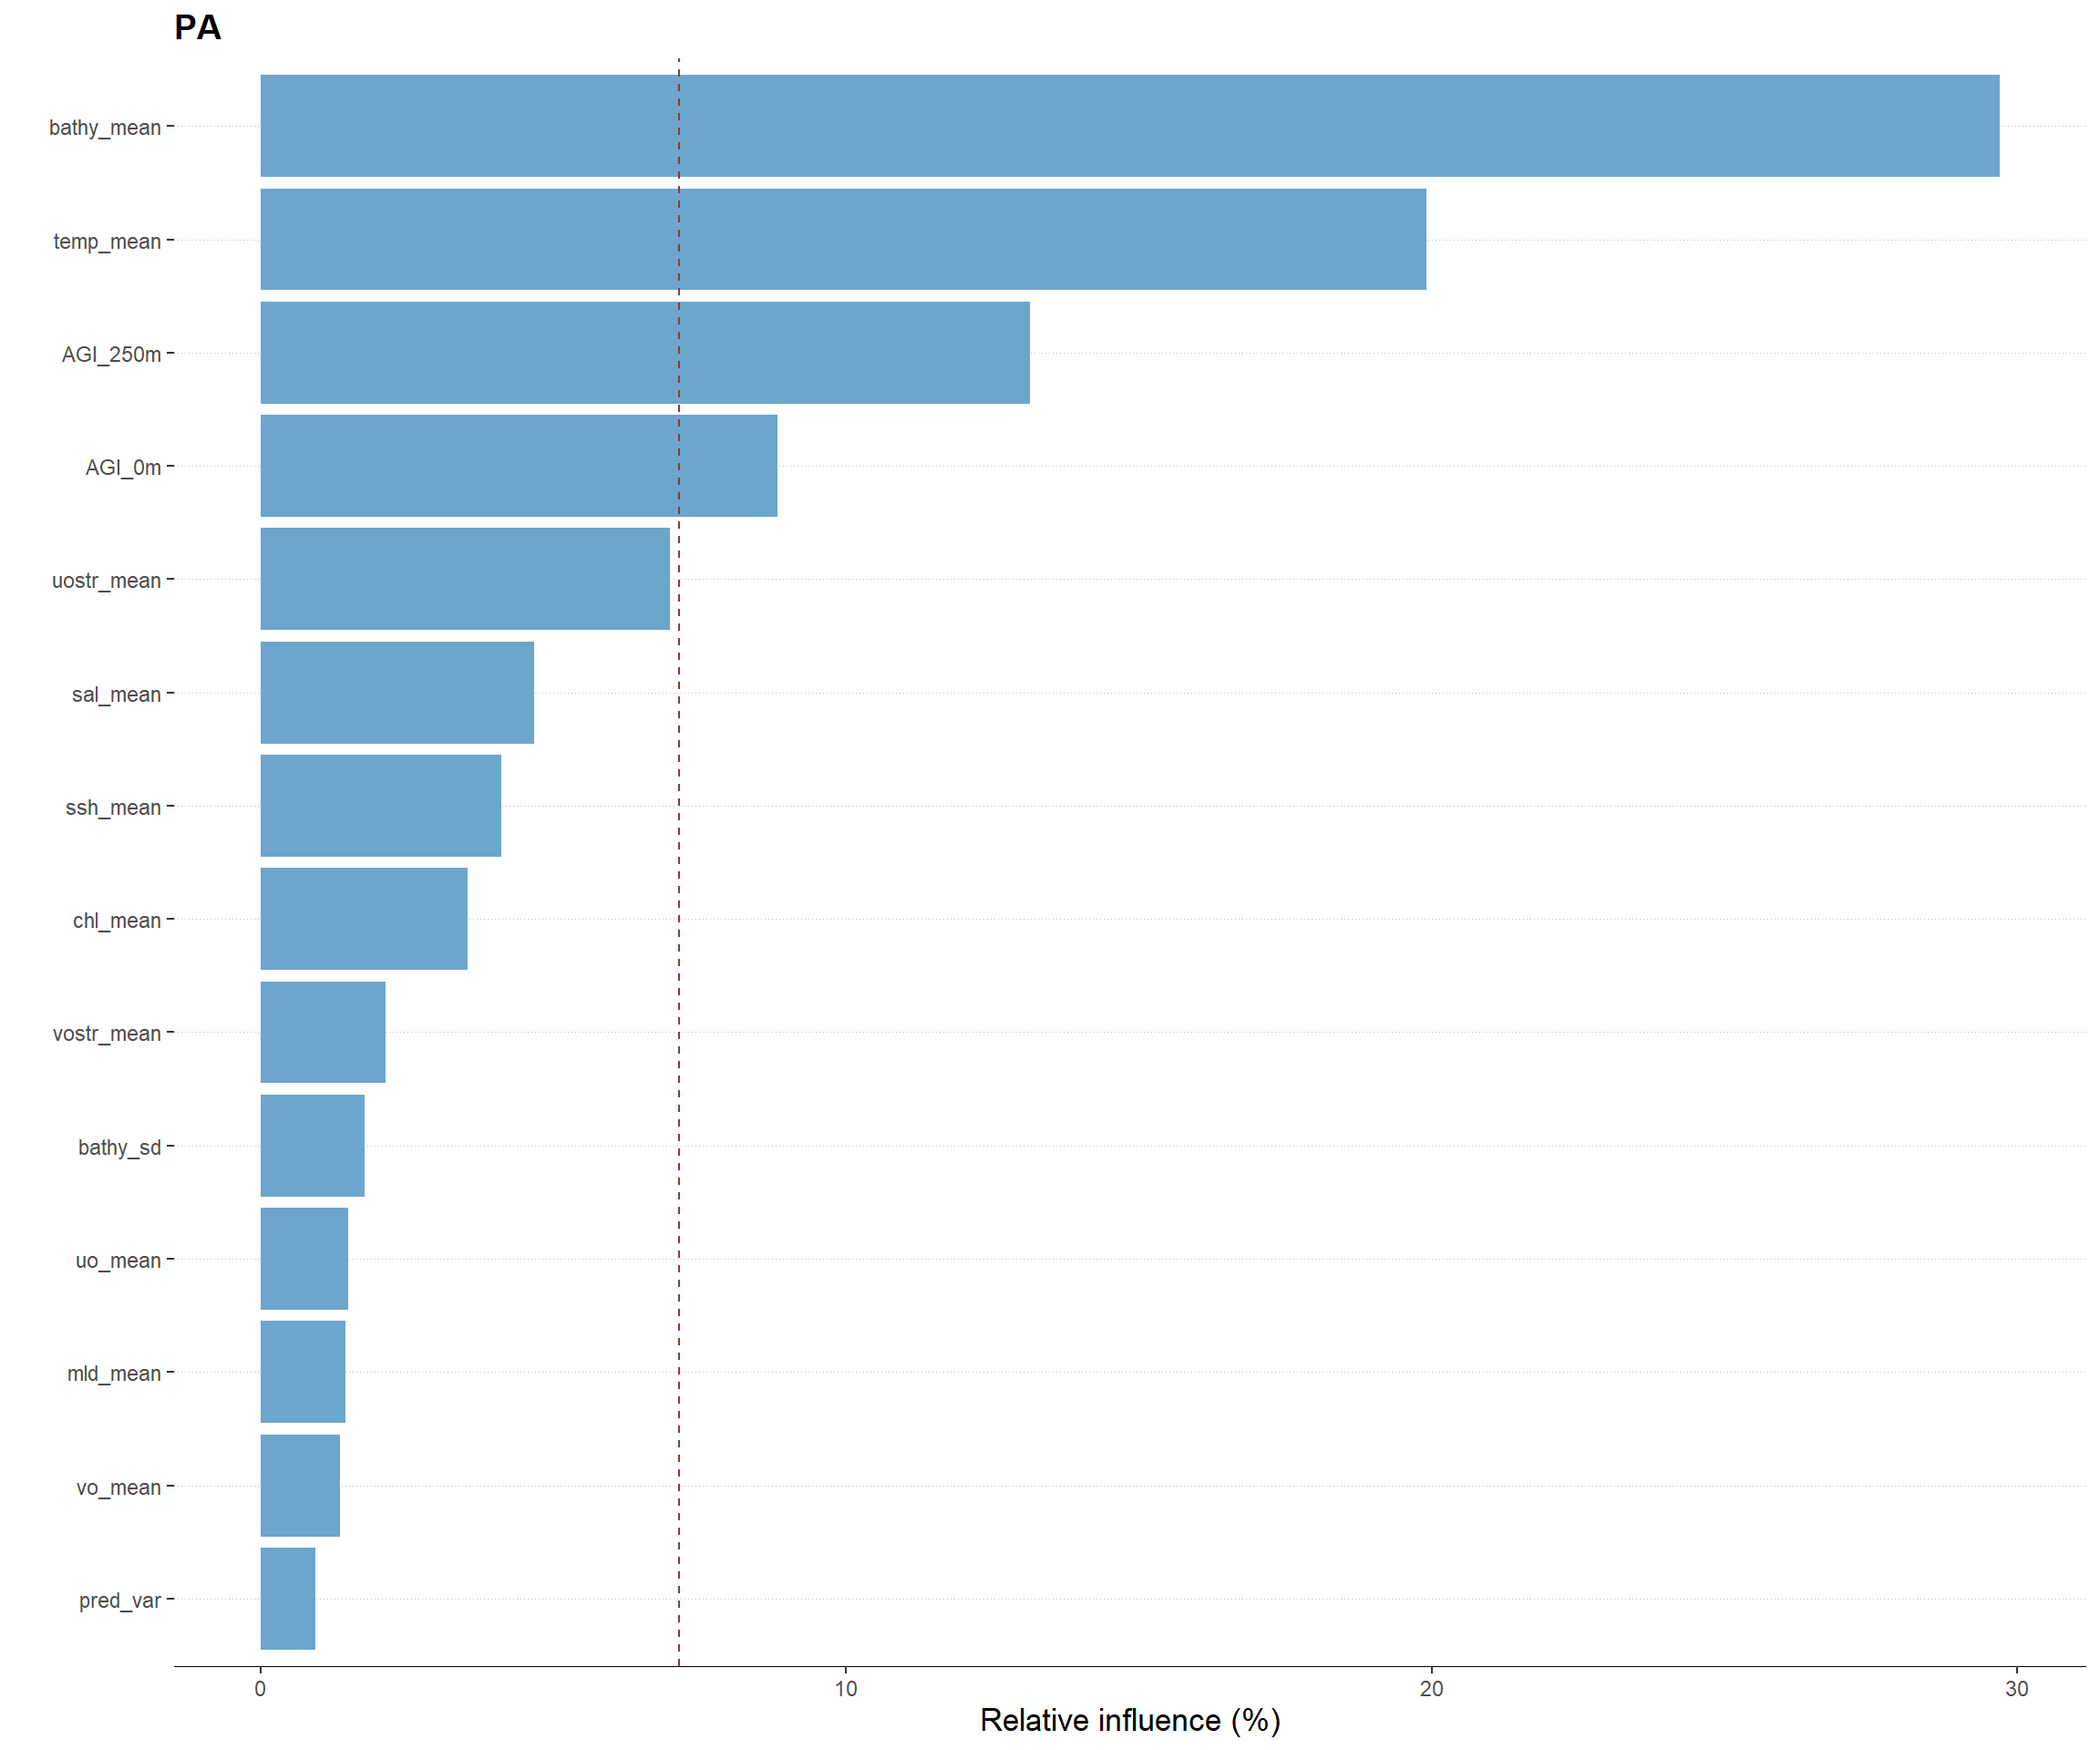 PA
bathy_mean
temp_mean
AGI_250m
AGI_0m
uostr_mean
sal_mean
ssh_mean
chl_mean
vostr_mean
bathy_sd
uo_mean
mld_mean
vo_mean
pred_var
0 10 20 30
Relative influence (%)